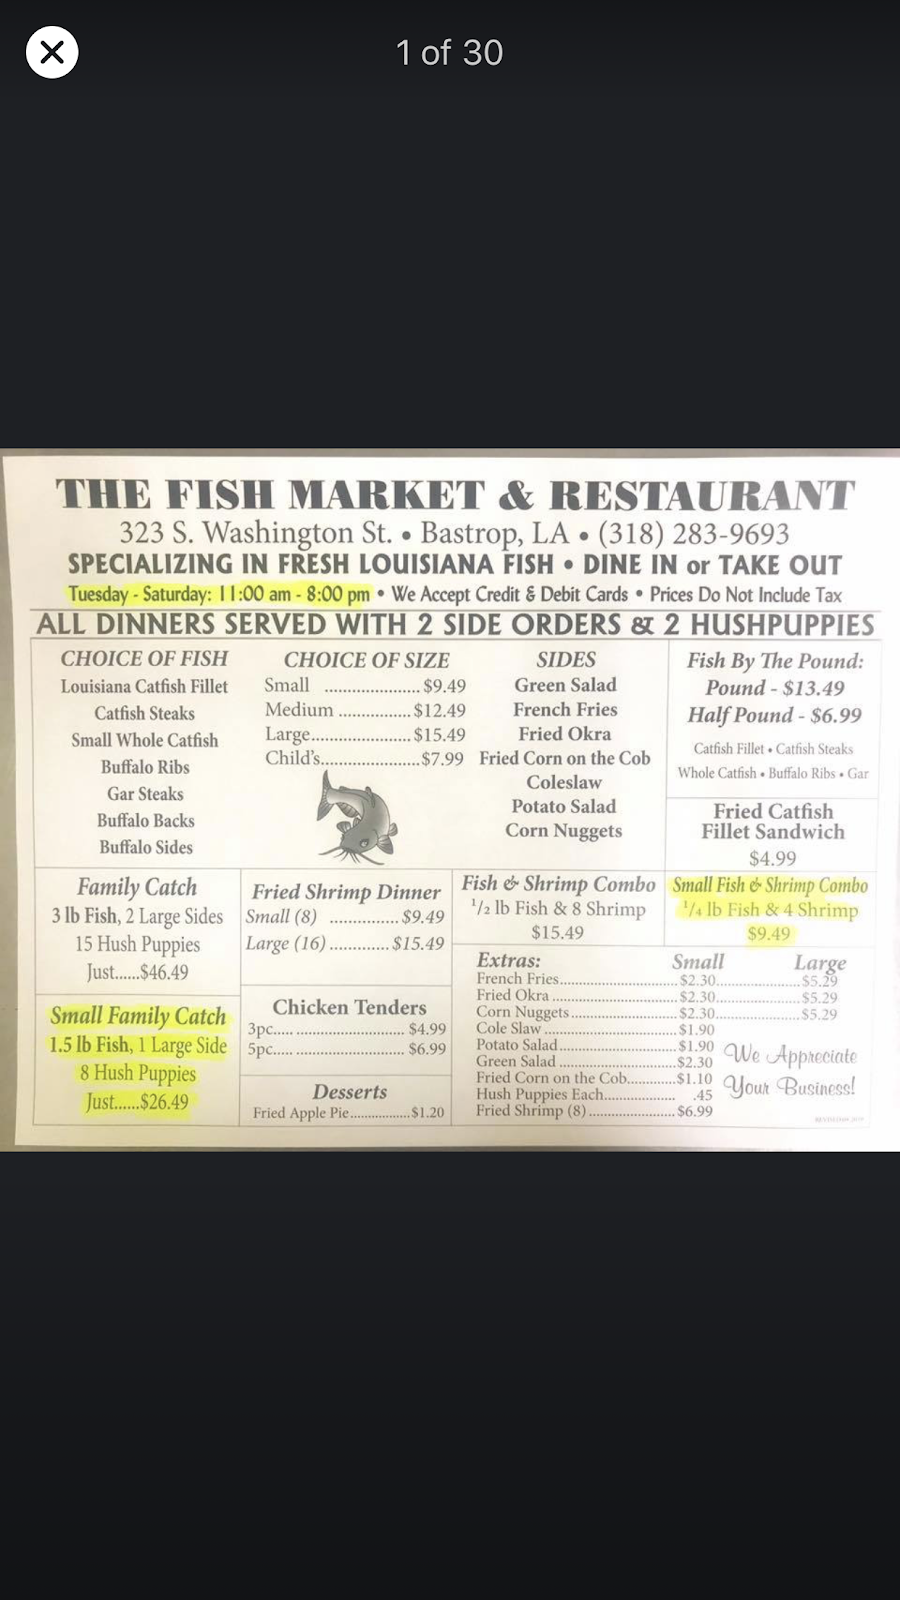 1 of 30
THE FISH MARKET & RESTAURANT
323 S. Washington St. • Bastrop, LA • (318) 283-9693
SPECIALIZING IN FRESH LOUISIANA FISH • DINE IN or TAKE OUT
Tuesday - Saturday: 11:00 am - 8:00 pm • We Accept Credit & Debit Cards • Prices Do Not Include Tax
ALL DINNERS SERVED WITH 2 SIDE ORDERS & 2 HUSHPUPPIES
CHOICE OF FISH
Louisiana Catfish Fillet
Catfish Steaks
Small Whole Catfish
Buffalo Ribs
Gar Steaks
Buffalo Backs
Buffalo Sides
CHOICE OF SIZE
Small ..................... $9.49
Medium ................ $12.49
Large...................... $15.49
Child's...................... $7.99
SIDES
Green Salad
French Fries
Fried Okra
Fried Corn on the Cob
Coleslaw
Potato Salad
Corn Nuggets
Fish By The Pound:
Pound - $13.49
Half Pound - $6.99
Catfish Fillet • Catfish Steaks
Whole Catfish • Buffalo Ribs • Gar
Fried Catfish
Fillet Sandwich
$4.99
Family Catch
3 lb Fish, 2 Large Sides
15 Hush Puppies
Just......$46.49
Small Family Catch
1.5 lb Fish, 1 Large Side
8 Hush Puppies
Just......$26.49
Fried Shrimp Dinner
Small (8) ............... $9.49
Large (16) ............. $15.49
Chicken Tenders
3pc..... ........................ $4.99
5pc..... ........................ $6.99
Desserts
Fried Apple Pie............... $1.20
Fish & Shrimp Combo
1/2 lb Fish & 8 Shrimp
$15.49
Small Fish & Shrimp Combo
1/4 lb Fish & 4 Shrimp
$9.49
Extras: Small Large
French Fries.............................. $2.30..................... $5.29
Fried Okra ............................... $2.30..................... $5.29
Corn Nuggets........................... $2.30..................... $5.29
Cole Slaw ................................. $1.90
Potato Salad.............................. $1.90
Green Salad .............................. $2.30
Fried Corn on the Cob............. $1.10
Hush Puppies Each.................. .45
Fried Shrimp (8) ...................... $6.99
We Appreciate
Your Business!